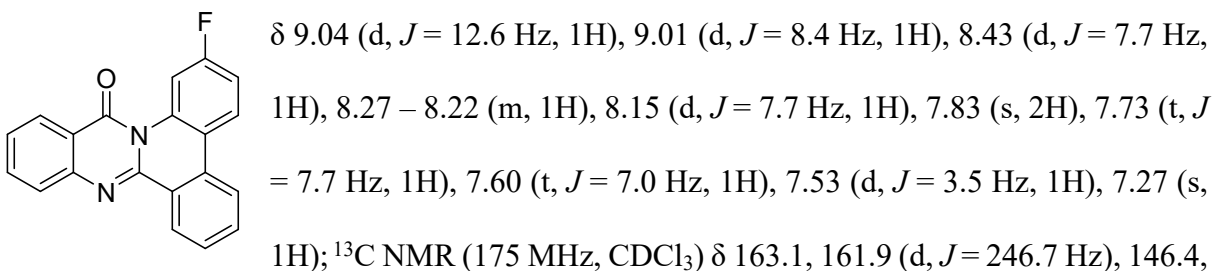 F
O
N
N
δ 9.04 (d, J = 12.6 Hz, 1H), 9.01 (d, J = 8.4 Hz, 1H), 8.43 (d, J = 7.7 Hz,
1H), 8.27 – 8.22 (m, 1H), 8.15 (d, J = 7.7 Hz, 1H), 7.83 (s, 2H), 7.73 (t, J
= 7.7 Hz, 1H), 7.60 (t, J = 7.0 Hz, 1H), 7.53 (d, J = 3.5 Hz, 1H), 7.27 (s,
1H); ¹³C NMR (175 MHz, CDCl₃) δ 163.1, 161.9 (d, J = 246.7 Hz), 146.4,